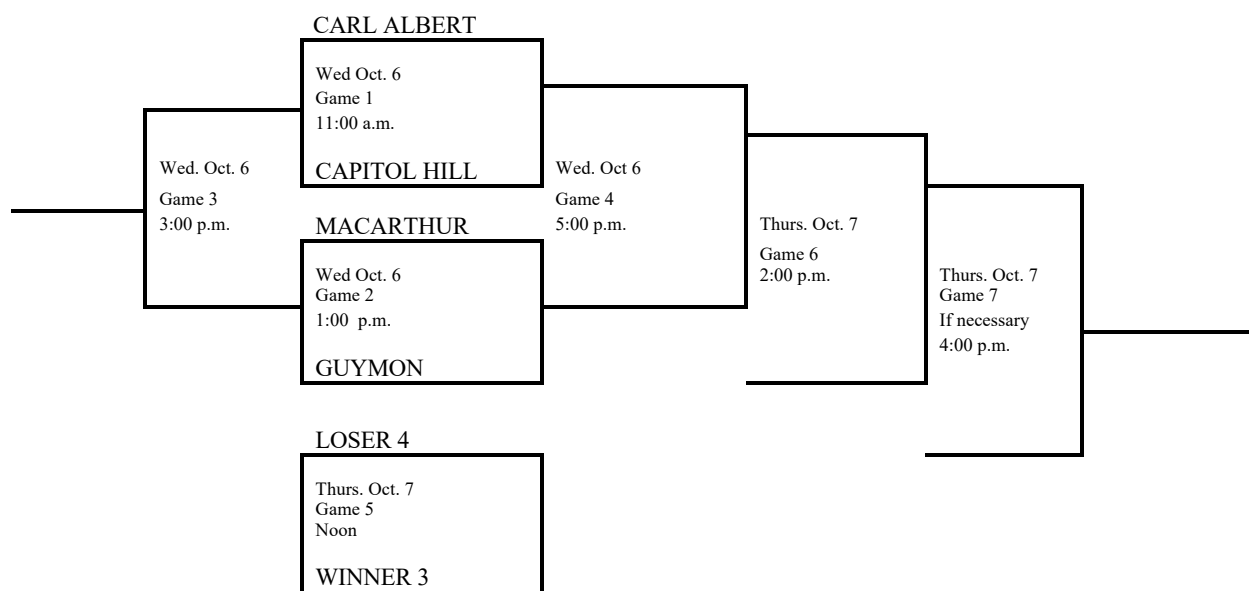 CARL ALBERT
Wed Oct. 6
Game 1
11:00 a.m.
CAPITOL HILL
Wed. Oct. 6
Game 3
3:00 p.m.
Wed. Oct 6
Game 4
5:00 p.m.
MACARTHUR
Wed Oct. 6
Game 2
1:00  p.m.
GUYMON
Thurs. Oct. 7
Game 6
2:00 p.m.
Thurs. Oct. 7
Game 7
If necessary
4:00 p.m.
LOSER 4
Thurs. Oct. 7
Game 5
Noon
WINNER 3